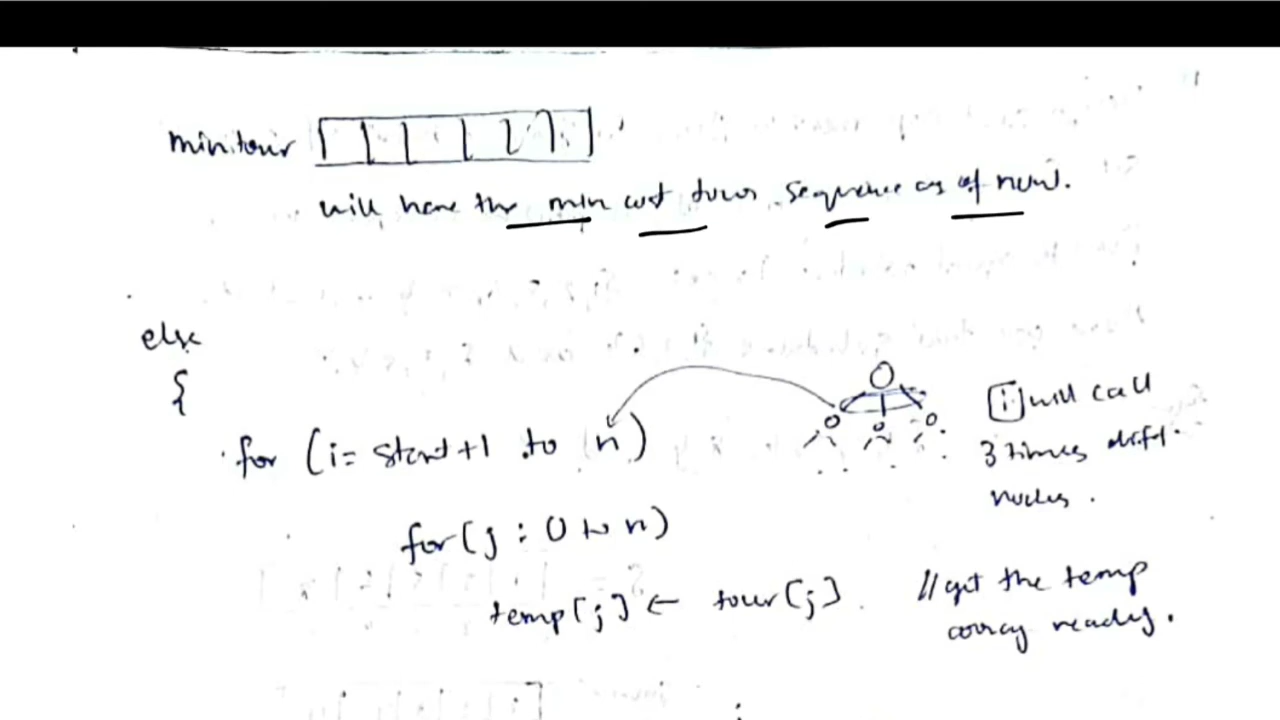 mintour
will have the min cost tour sequence as of now.
else
{
for (i= start+1 to n)
[i] will call
3 times diff.
nodes.
for(j : 0 to n)
temp[j] ← tour[j]
// get the temp
array ready.